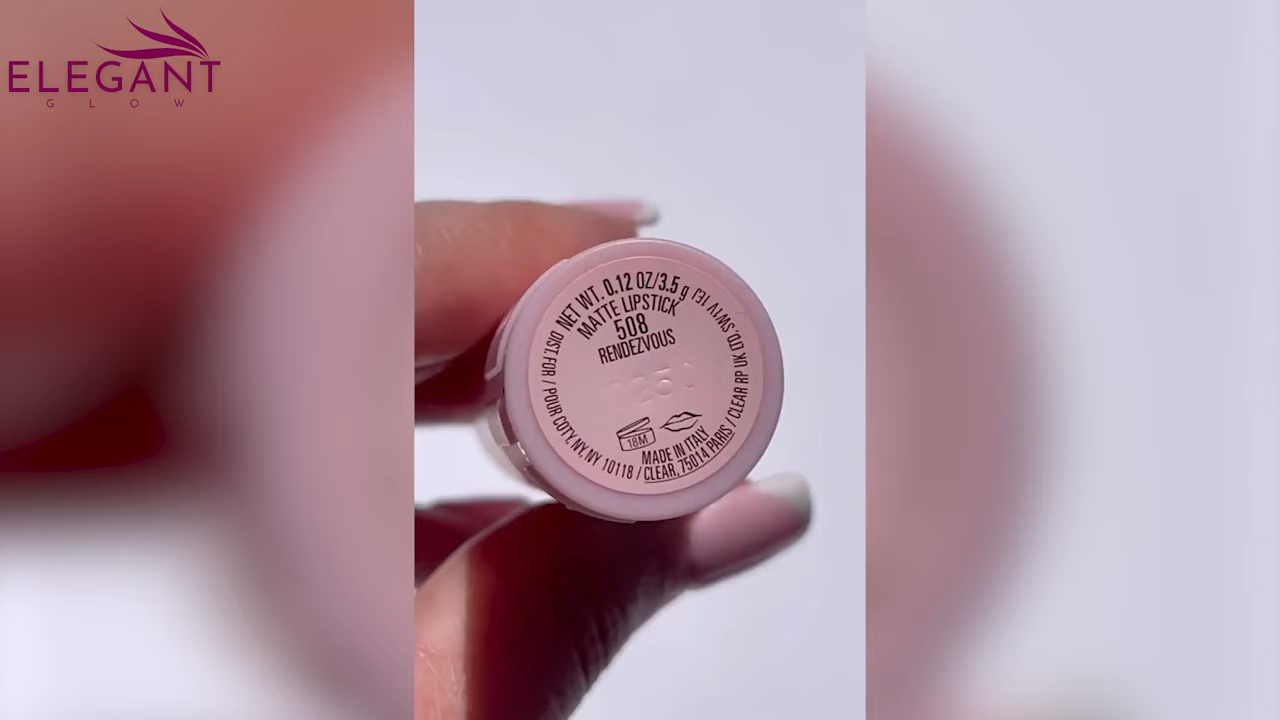 ELEGANT
GLOW
NET WT. 0.12 OZ/3.5 g
MATTE LIPSTICK
508
RENDEZVOUS
18M
MADE IN ITALY
DIST. FOR / POUR COTY, NY, NY 10118 / CLEAR, 75014 PARIS / CLEAR RP UK LTD, SW1V 1EJ